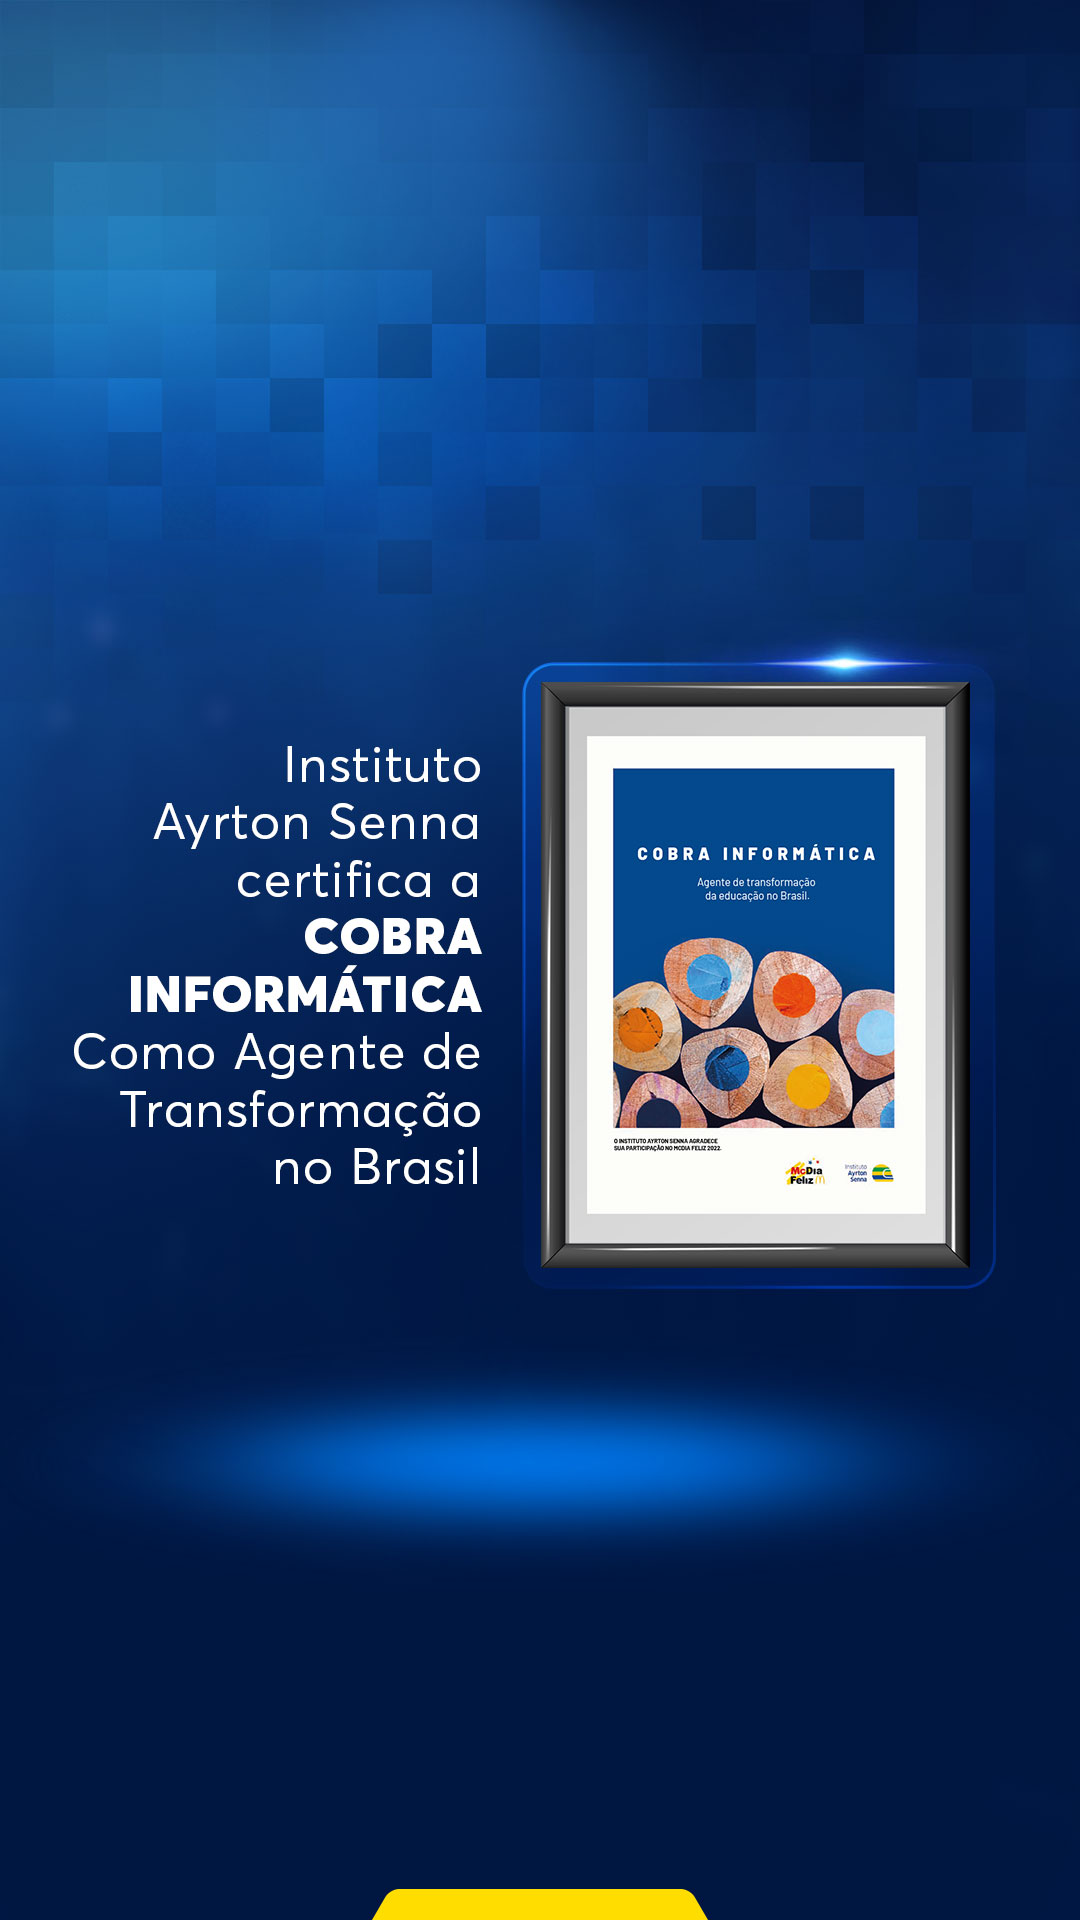 Instituto
Ayrton Senna
certifica a
COBRA
INFORMÁTICA
Como Agente de
Transformação
no Brasil
COBRA INFORMÁTICA
Agente de transformação
da educação no Brasil.
O INSTITUTO AYRTON SENNA AGRADECE
SUA PARTICIPAÇÃO NO MCDIA FELIZ 2022.
McDia
Feliz
Instituto
Ayrton
Senna